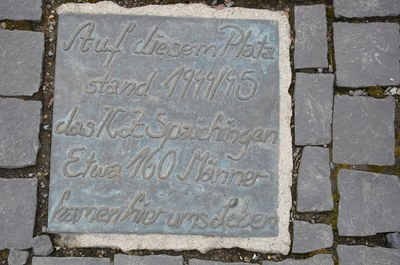 Auf diesem Platz
stand 1944/45
das KZ Spaichingen
Etwa 160 Männer
kamen hier ums Leben